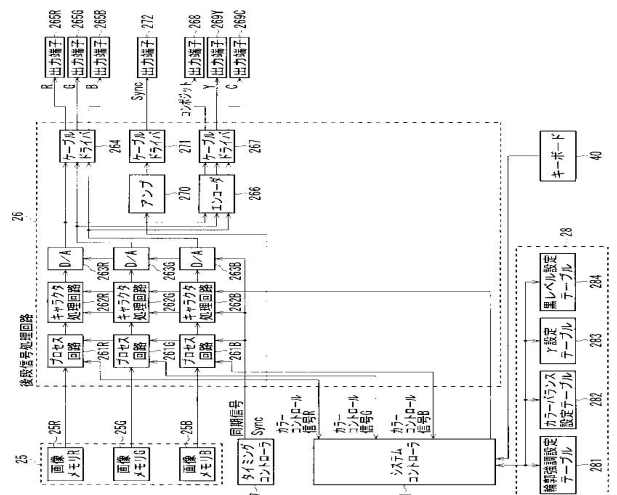 265R
265G
265B
272
268
269Y
269C
出力端子
出力端子
出力端子
出力端子
出力端子
出力端子
出力端子
R
G
B
Sync
コンポジット
Y
C
26
後段信号処理回路
ケーブル
ドライバ
264
ケーブル
ドライバ
271
ケーブル
ドライバ
267
アンプ
270
エンコーダ
266
D/A
263R
D/A
263G
D/A
263B
キャラクタ
処理回路
262R
キャラクタ
処理回路
262G
キャラクタ
処理回路
262B
プロセス
回路
261R
プロセス
回路
261G
プロセス
回路
261B
25
25R
画像
メモリR
25G
画像
メモリG
25B
画像
メモリB
同期信号
Sync
タイミング
コントローラ
カラー
コントロール
信号R
カラー
コントロール
信号G
カラー
コントロール
信号B
システム
コントローラ
キーボード
40
28
輪郭強調設定
テーブル
281
カラーバランス
設定テーブル
282
γ設定
テーブル
283
黒レベル設定
テーブル
284